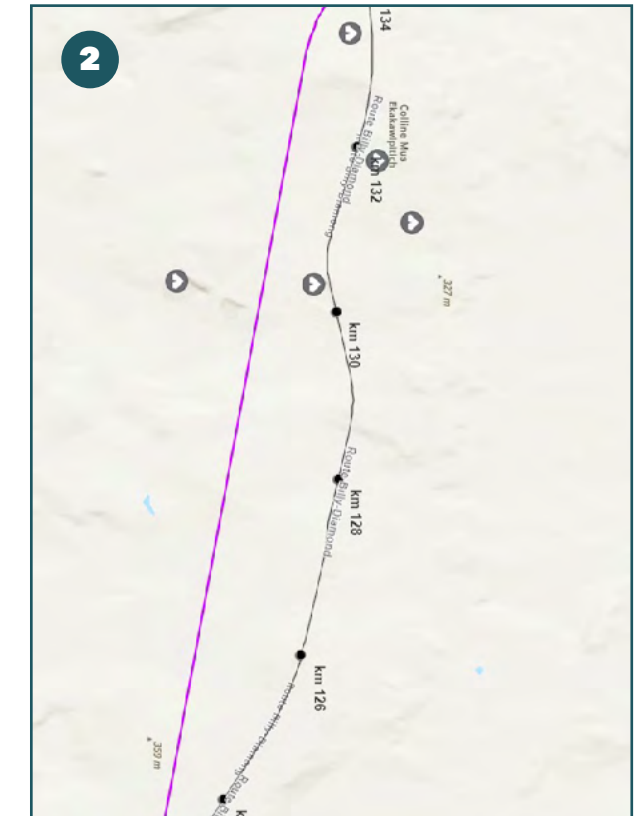 2
134
Route Billy-Diamond
Colline Mus
Ekakawipitich
km 132
327 m
km 130
Route Billy-Diamond
km 128
km 126
Route Billy-Diamond
359 m